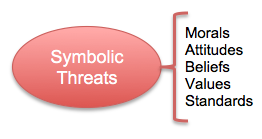 Symbolic
Threats
Morals
Attitudes
Beliefs
Values
Standards